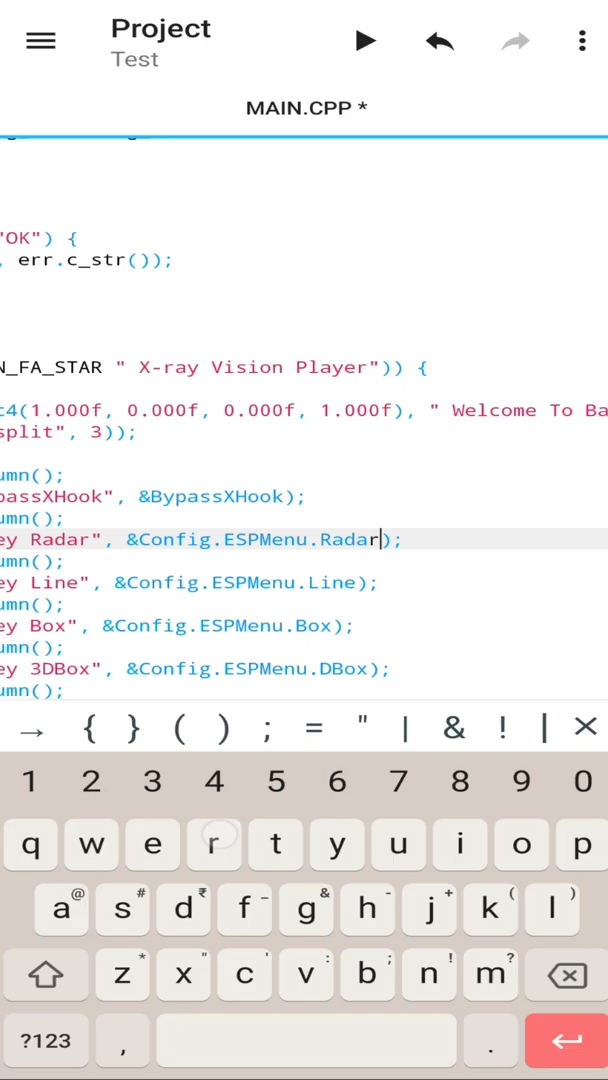 Project
Test
MAIN.CPP *
"OK") {
, err.c_str());
N_FA_STAR " X-ray Vision Player")) {
c4(1.000f, 0.000f, 0.000f, 1.000f), " Welcome To Ba
split", 3));
umn();
passXHook", &BypassXHook);
umn();
ey Radar", &Config.ESPMenu.Radar);
umn();
ey Line", &Config.ESPMenu.Line);
umn();
ey Box", &Config.ESPMenu.Box);
umn();
ey 3DBox", &Config.ESPMenu.DBox);
umn();
→ { } ( ) ; = " | & ! | ×
1 2 3 4 5 6 7 8 9 0
q w e r t y u i o p
@ # ₹ _ & - + ( )
a s d f g h j k l
* " ' : ; ! ?
z x c v b n m
?123 , .